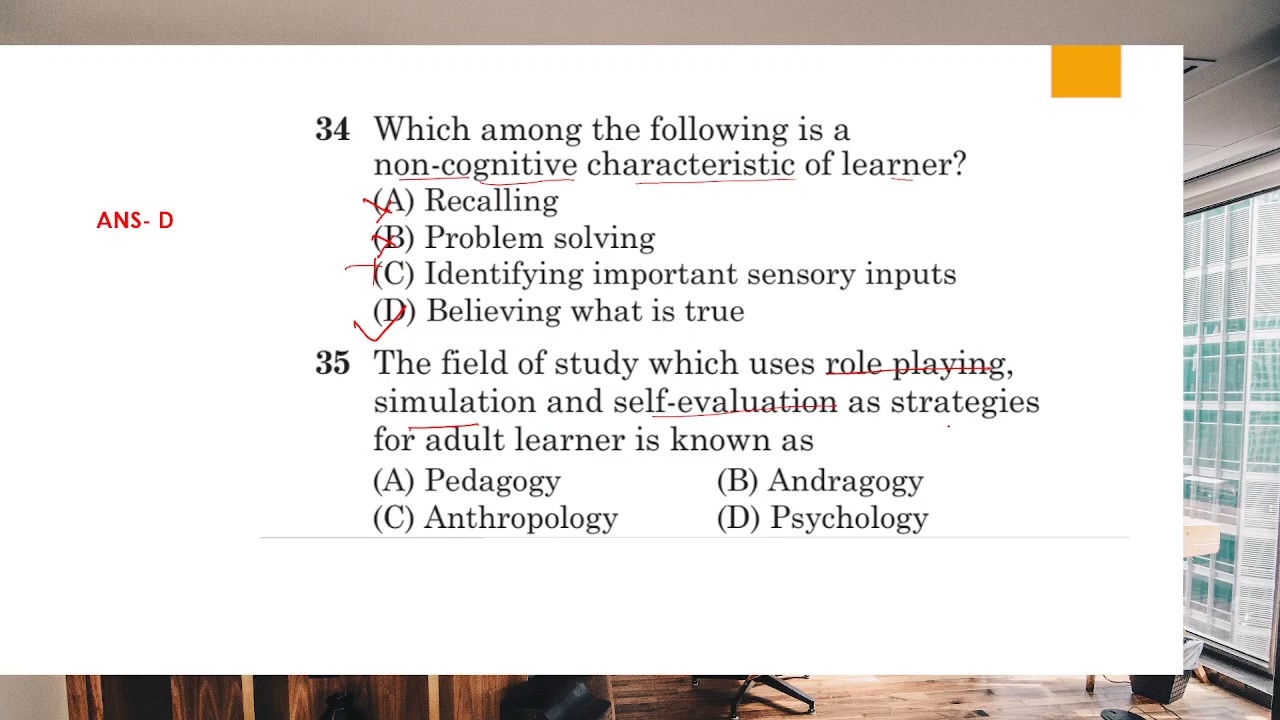 34 Which among the following is a
non-cognitive characteristic of learner?
(A) Recalling
ANS- D
(B) Problem solving
(C) Identifying important sensory inputs
(D) Believing what is true
35 The field of study which uses role playing,
simulation and self-evaluation as strategies
for adult learner is known as
(A) Pedagogy (B) Andragogy
(C) Anthropology (D) Psychology